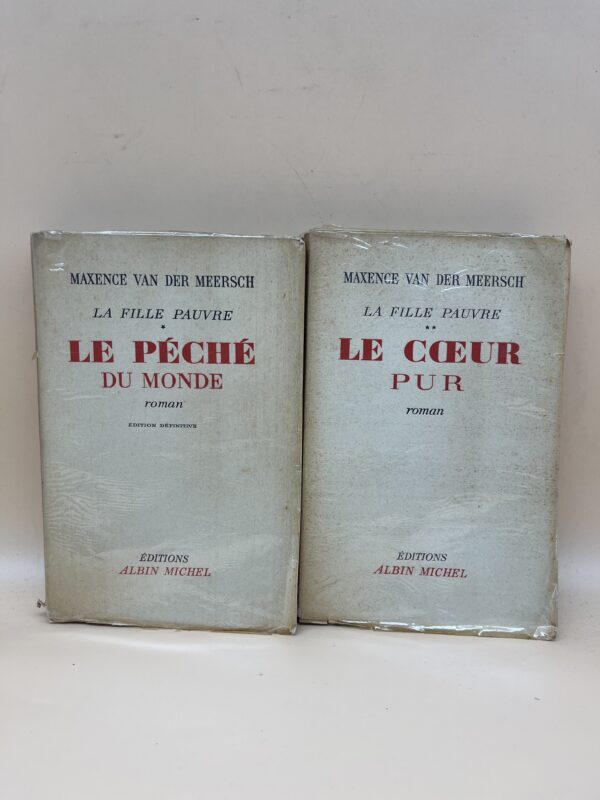 MAXENCE VAN DER MEERSCH
LA FILLE PAUVRE
*
LE PÉCHÉ
DU MONDE
roman
ÉDITION DÉFINITIVE
ÉDITIONS
ALBIN MICHEL
MAXENCE VAN DER MEERSCH
LA FILLE PAUVRE
**
LE CŒUR
PUR
roman
ÉDITIONS
ALBIN MICHEL